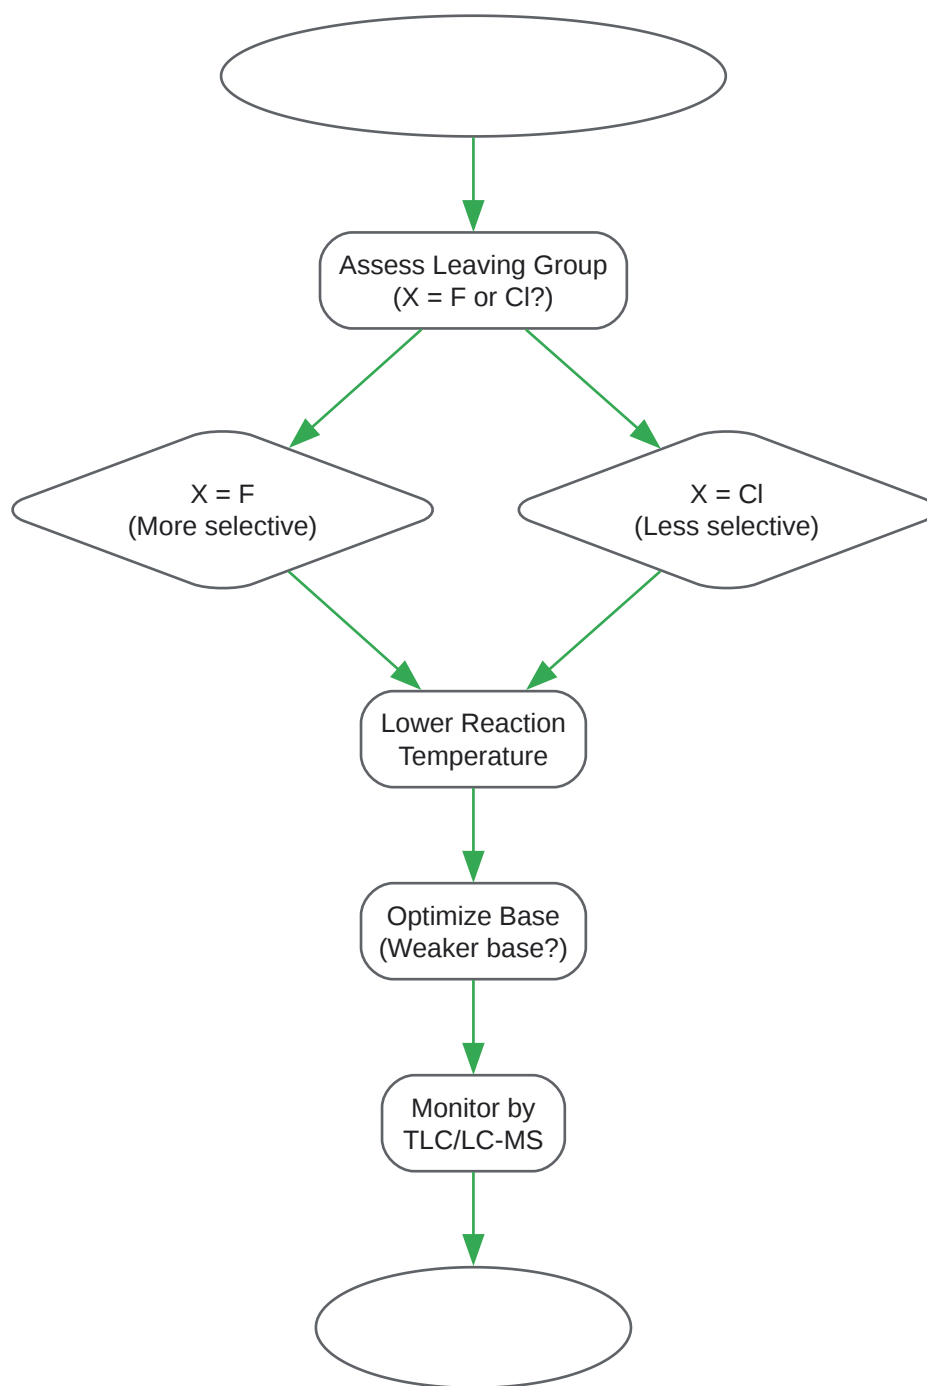 Assess Leaving Group
(X = F or Cl?)
X = F
(More selective)
X = Cl
(Less selective)
Lower Reaction
Temperature
Optimize Base
(Weaker base?)
Monitor by
TLC/LC-MS